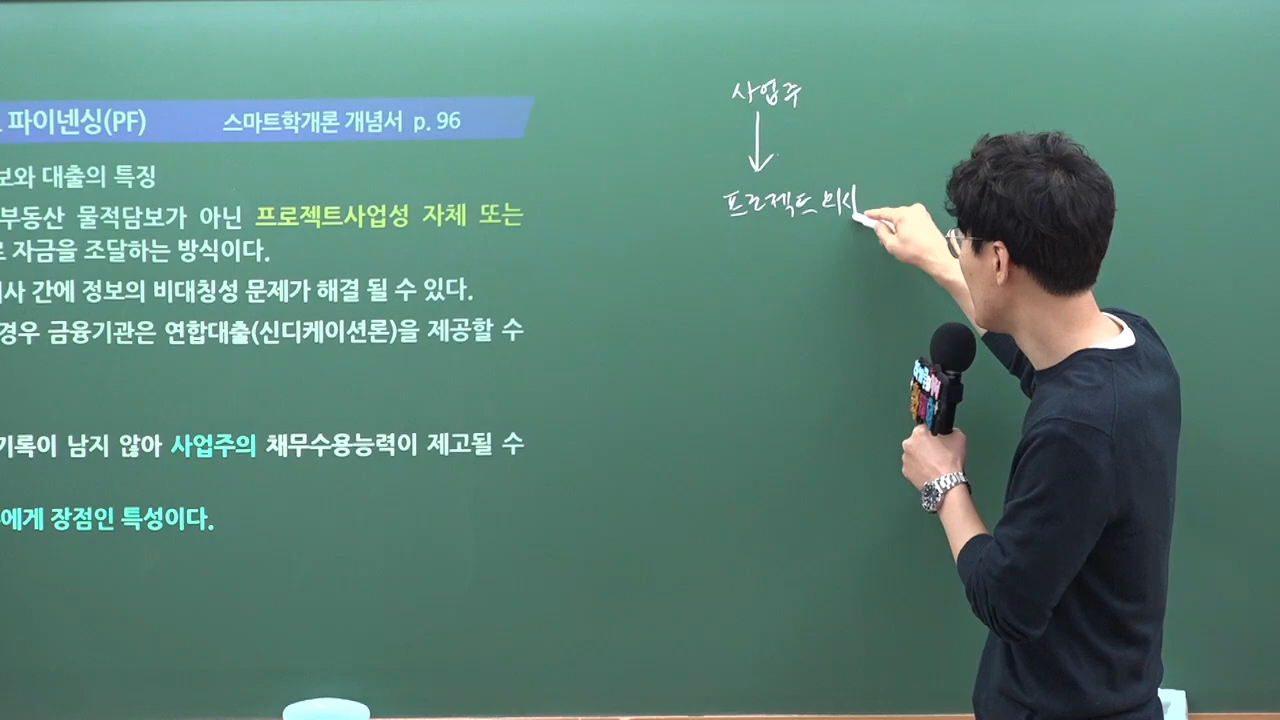 파이넨싱(PF) 스마트학개론 개념서 p. 96
보와 대출의 특징
부동산 물적담보가 아닌 프로젝트사업성 자체 또는
로 자금을 조달하는 방식이다.
사 간에 정보의 비대칭성 문제가 해결 될 수 있다.
경우 금융기관은 연합대출(신디케이션론)을 제공할 수
기록이 남지 않아 사업주의 채무수용능력이 제고될 수
에게 장점인 특성이다.
사업주
프로젝트